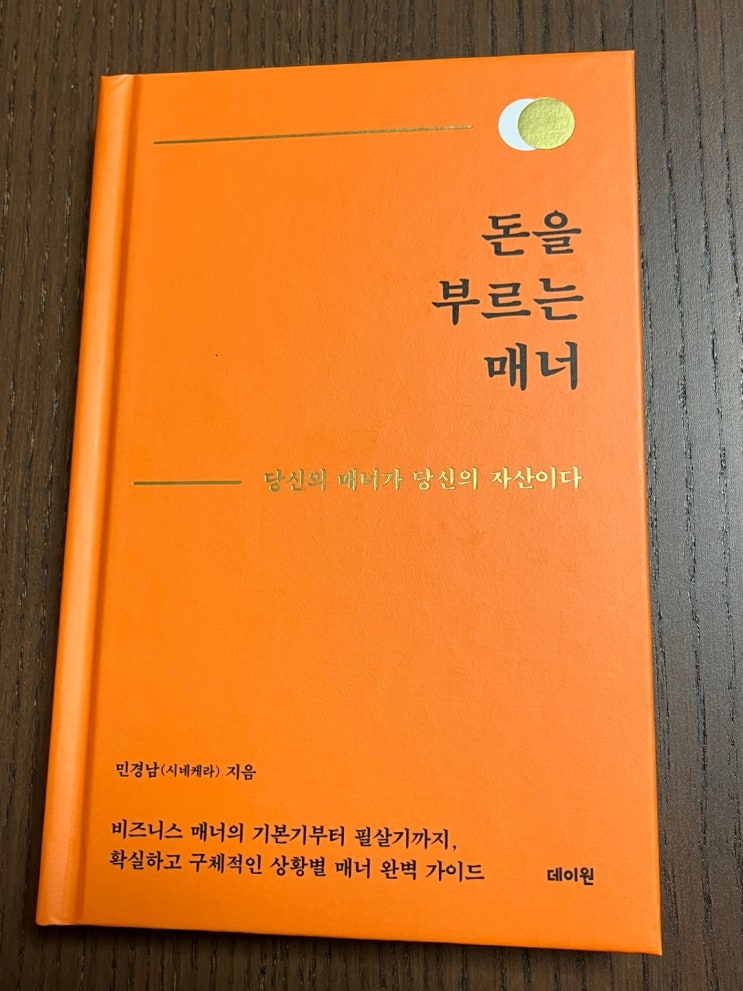 돈을
부르는
매너
당신의 매너가 당신의 자산이다
민경남(시네케라) 지음
비즈니스 매너의 기본기부터 필살기까지,
확실하고 구체적인 상황별 매너 완벽 가이드
데이원